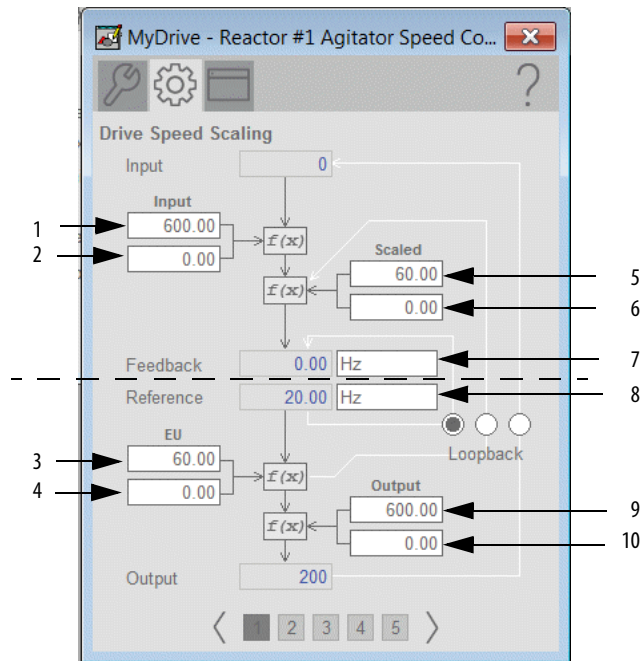 MyDrive - Reactor #1 Agitator Speed Co...
?
Drive Speed Scaling
Input 0
Input
1 600.00
2 0.00
f(x)
Scaled
f(x)
60.00 5
0.00 6
Feedback 0.00 Hz 7
Reference 20.00 Hz 8
EU
Loopback
3 60.00
4 0.00
f(x)
Output
f(x)
600.00 9
0.00 10
Output 200
1 2 3 4 5